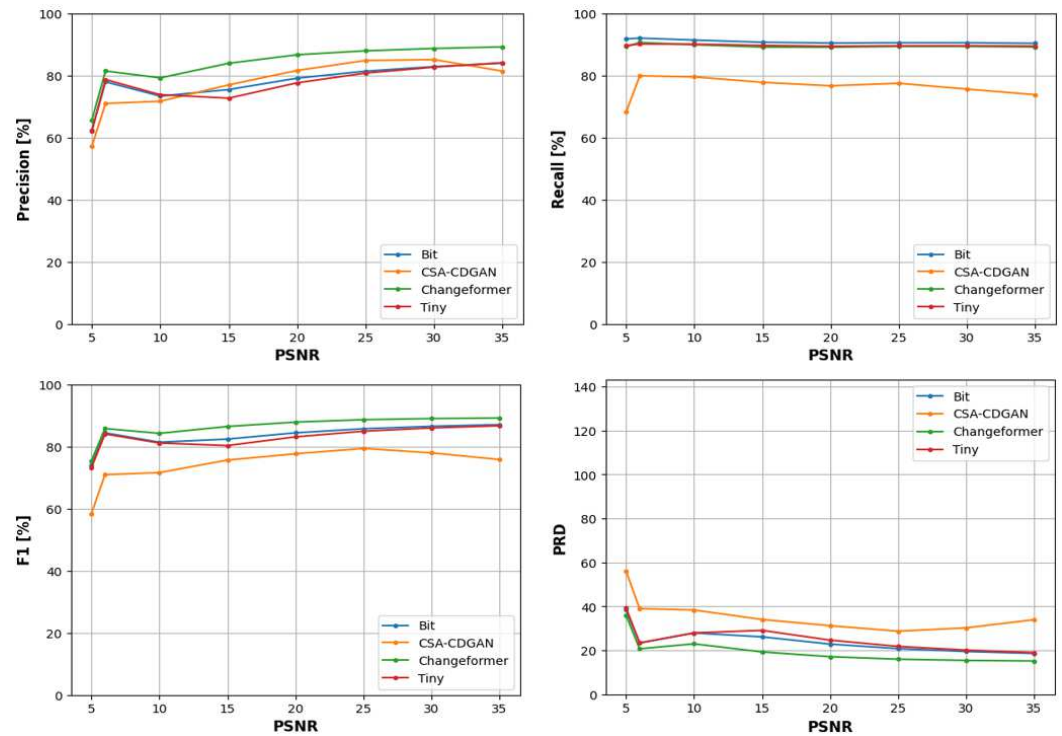 100
80
60
40
20
0
Precision [%]
Bit
CSA-CDGAN
Changeformer
Tiny
5 10 15 20 25 30 35
PSNR
100
80
60
40
20
0
Recall [%]
Bit
CSA-CDGAN
Changeformer
Tiny
5 10 15 20 25 30 35
PSNR
100
80
60
40
20
0
F1 [%]
Bit
CSA-CDGAN
Changeformer
Tiny
5 10 15 20 25 30 35
PSNR
140
120
100
80
60
40
20
0
PRD
Bit
CSA-CDGAN
Changeformer
Tiny
5 10 15 20 25 30 35
PSNR